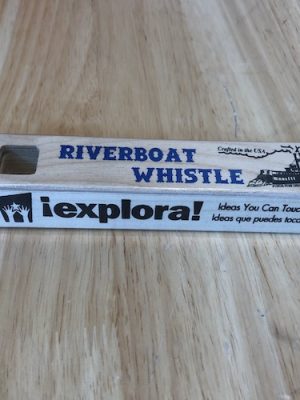 RIVERBOAT
WHISTLE
Crafted in the USA
¡explora!
Ideas You Can Touc
Ideas que puedes toca